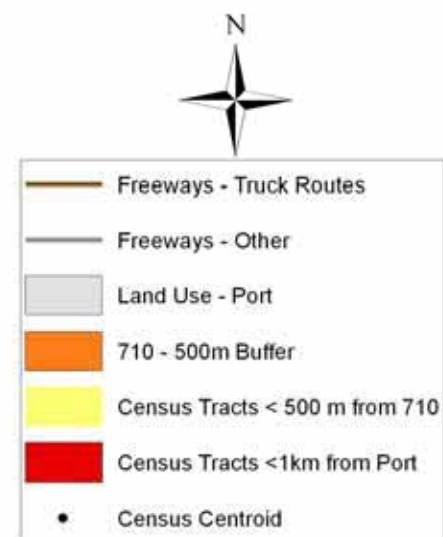 N
Freeways - Truck Routes
Freeways - Other
Land Use - Port
710 - 500m Buffer
Census Tracts < 500 m from 710
Census Tracts <1km from Port
Census Centroid